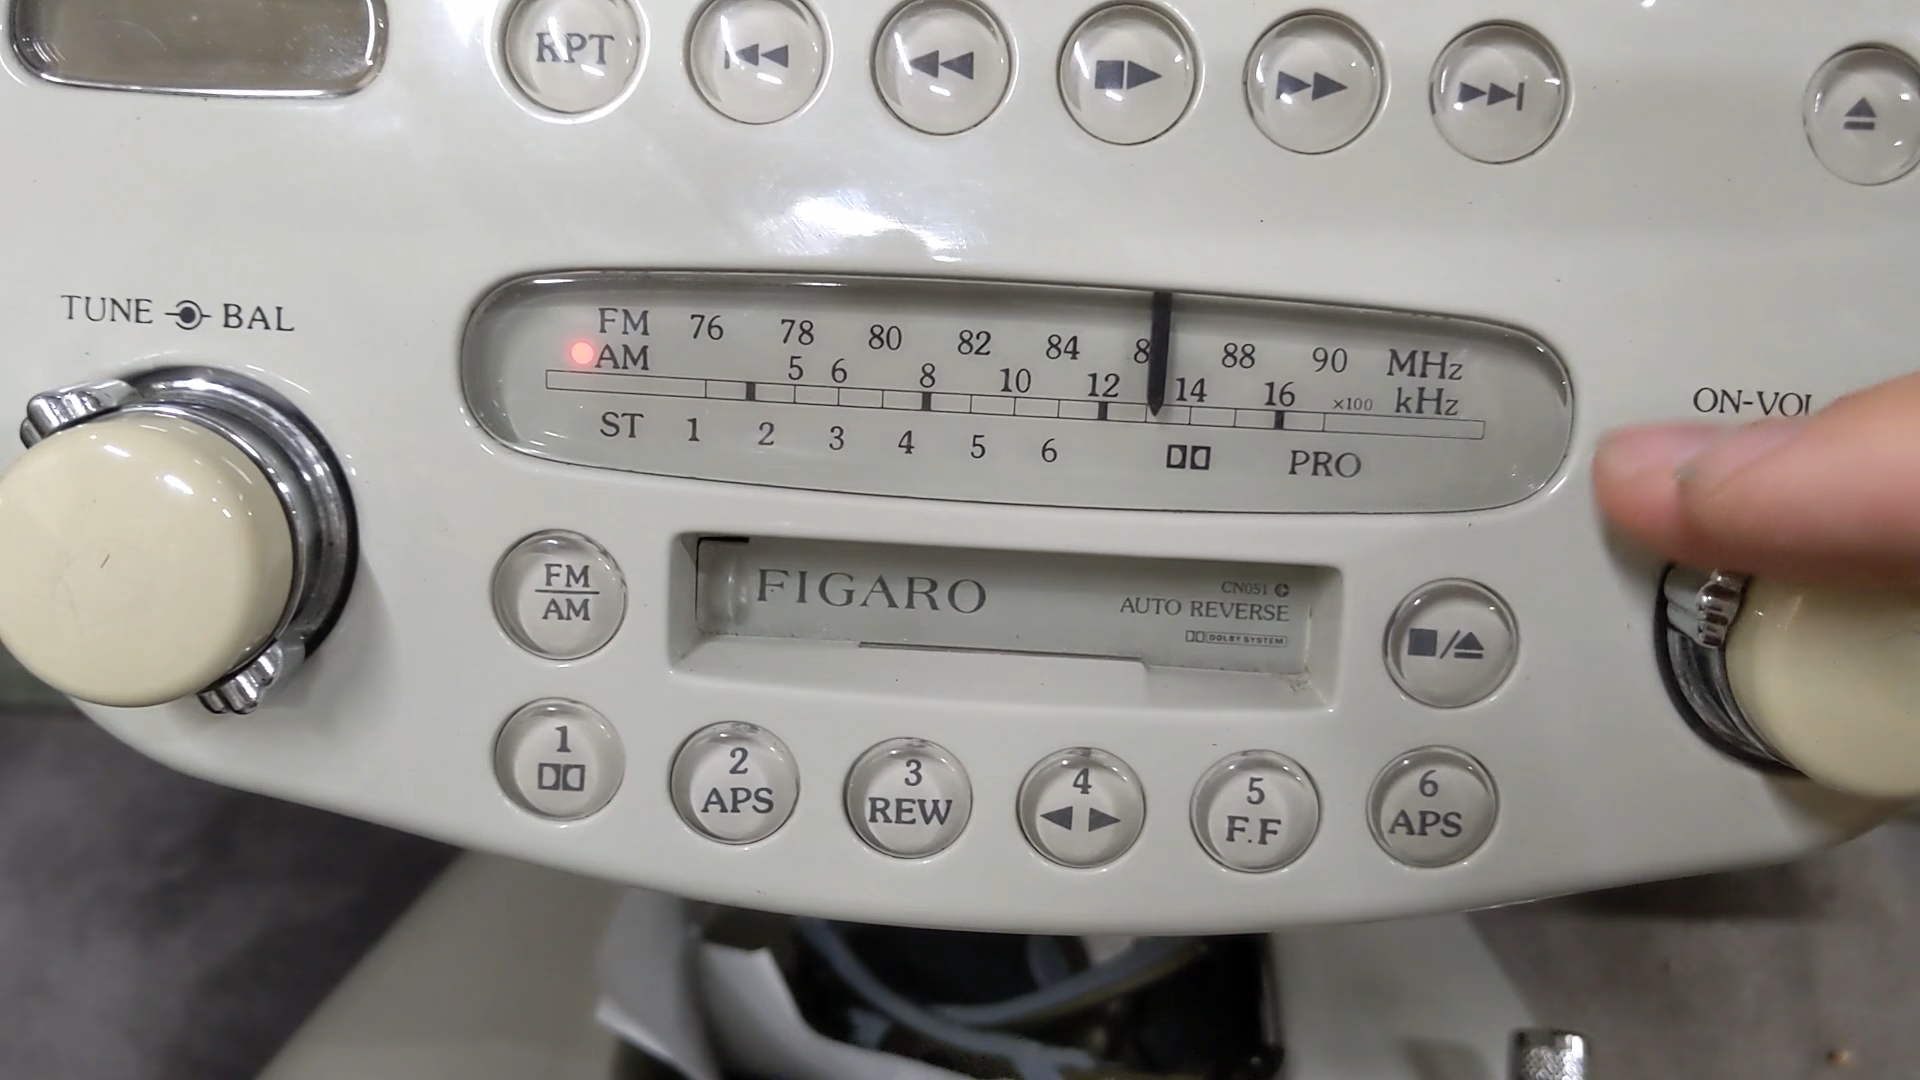 RPT
TUNE BAL
FM 76 78 80 82 84 8 88 90 MHz
AM 5 6 8 10 12 14 16 ×100 kHz
ST 1 2 3 4 5 6 PRO
ON-VOL
FM
AM
FIGARO
CN051
AUTO REVERSE
DOLBY SYSTEM
1
2
APS
3
REW
4
5
F.F
6
APS